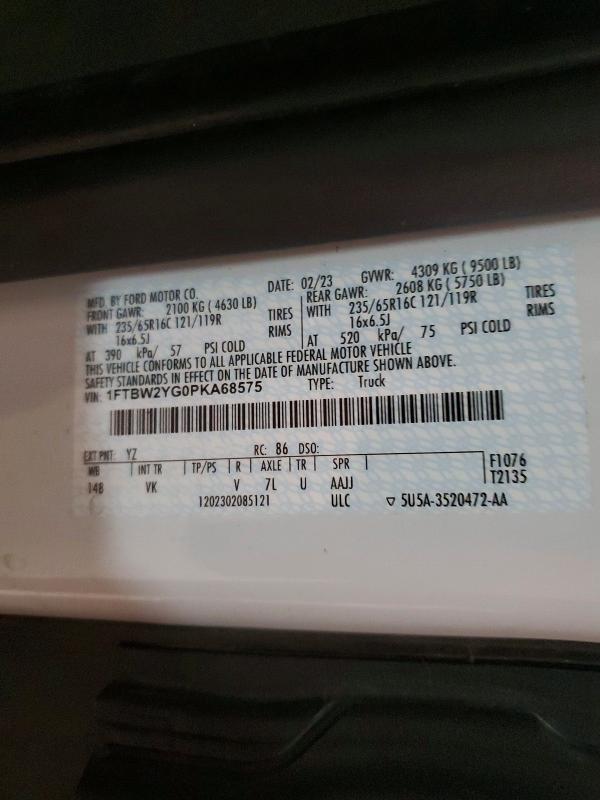 MFD. BY FORD MOTOR CO. DATE: 02/23 GVWR: 4309 KG ( 9500 LB)
FRONT GAWR: 2100 KG ( 4630 LB) REAR GAWR: 2608 KG ( 5750 LB)
WITH 235/65R16C 121/119R TIRES WITH 235/65R16C 121/119R TIRES
16x6.5J RIMS 16x6.5J RIMS
AT 390 kPa/ 57 PSI COLD AT 520 kPa/ 75 PSI COLD
THIS VEHICLE CONFORMS TO ALL APPLICABLE FEDERAL MOTOR VEHICLE
SAFETY STANDARDS IN EFFECT ON THE DATE OF MANUFACTURE SHOWN ABOVE.
VIN: 1FTBW2YG0PKA68575 TYPE: Truck
EXT PNT: YZ RC: 86 DSO:
WB INT TR TP/PS R AXLE TR SPR F1076
148 VK V 7L U AAJJ T2135
1202302085121 ULC ▽ 5U5A-3520472-AA